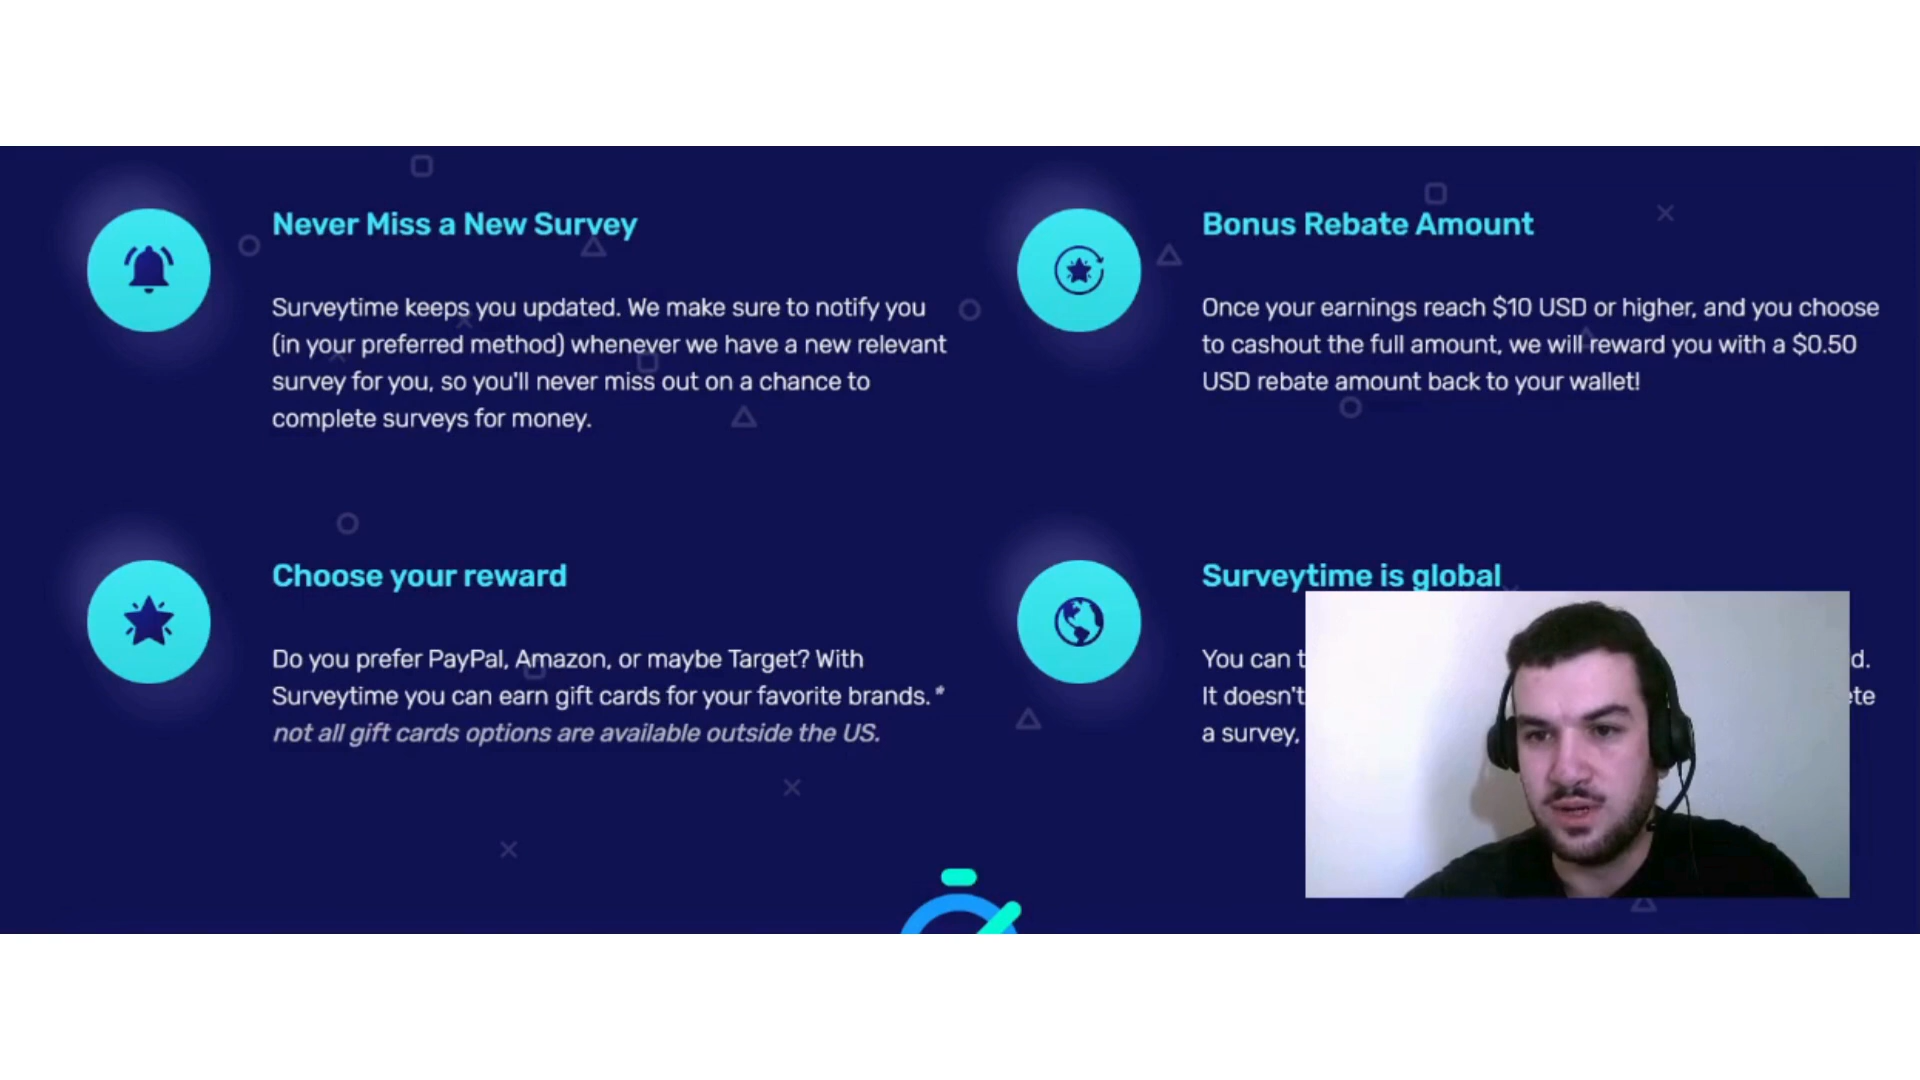 Never Miss a New Survey
Surveytime keeps you updated. We make sure to notify you
(in your preferred method) whenever we have a new relevant
survey for you, so you'll never miss out on a chance to
complete surveys for money.
Bonus Rebate Amount
Once your earnings reach $10 USD or higher, and you choose
to cashout the full amount, we will reward you with a $0.50
USD rebate amount back to your wallet!
Choose your reward
Do you prefer PayPal, Amazon, or maybe Target? With
Surveytime you can earn gift cards for your favorite brands.*
not all gift cards options are available outside the US.
Surveytime is global
You can
It doesn't
a survey,